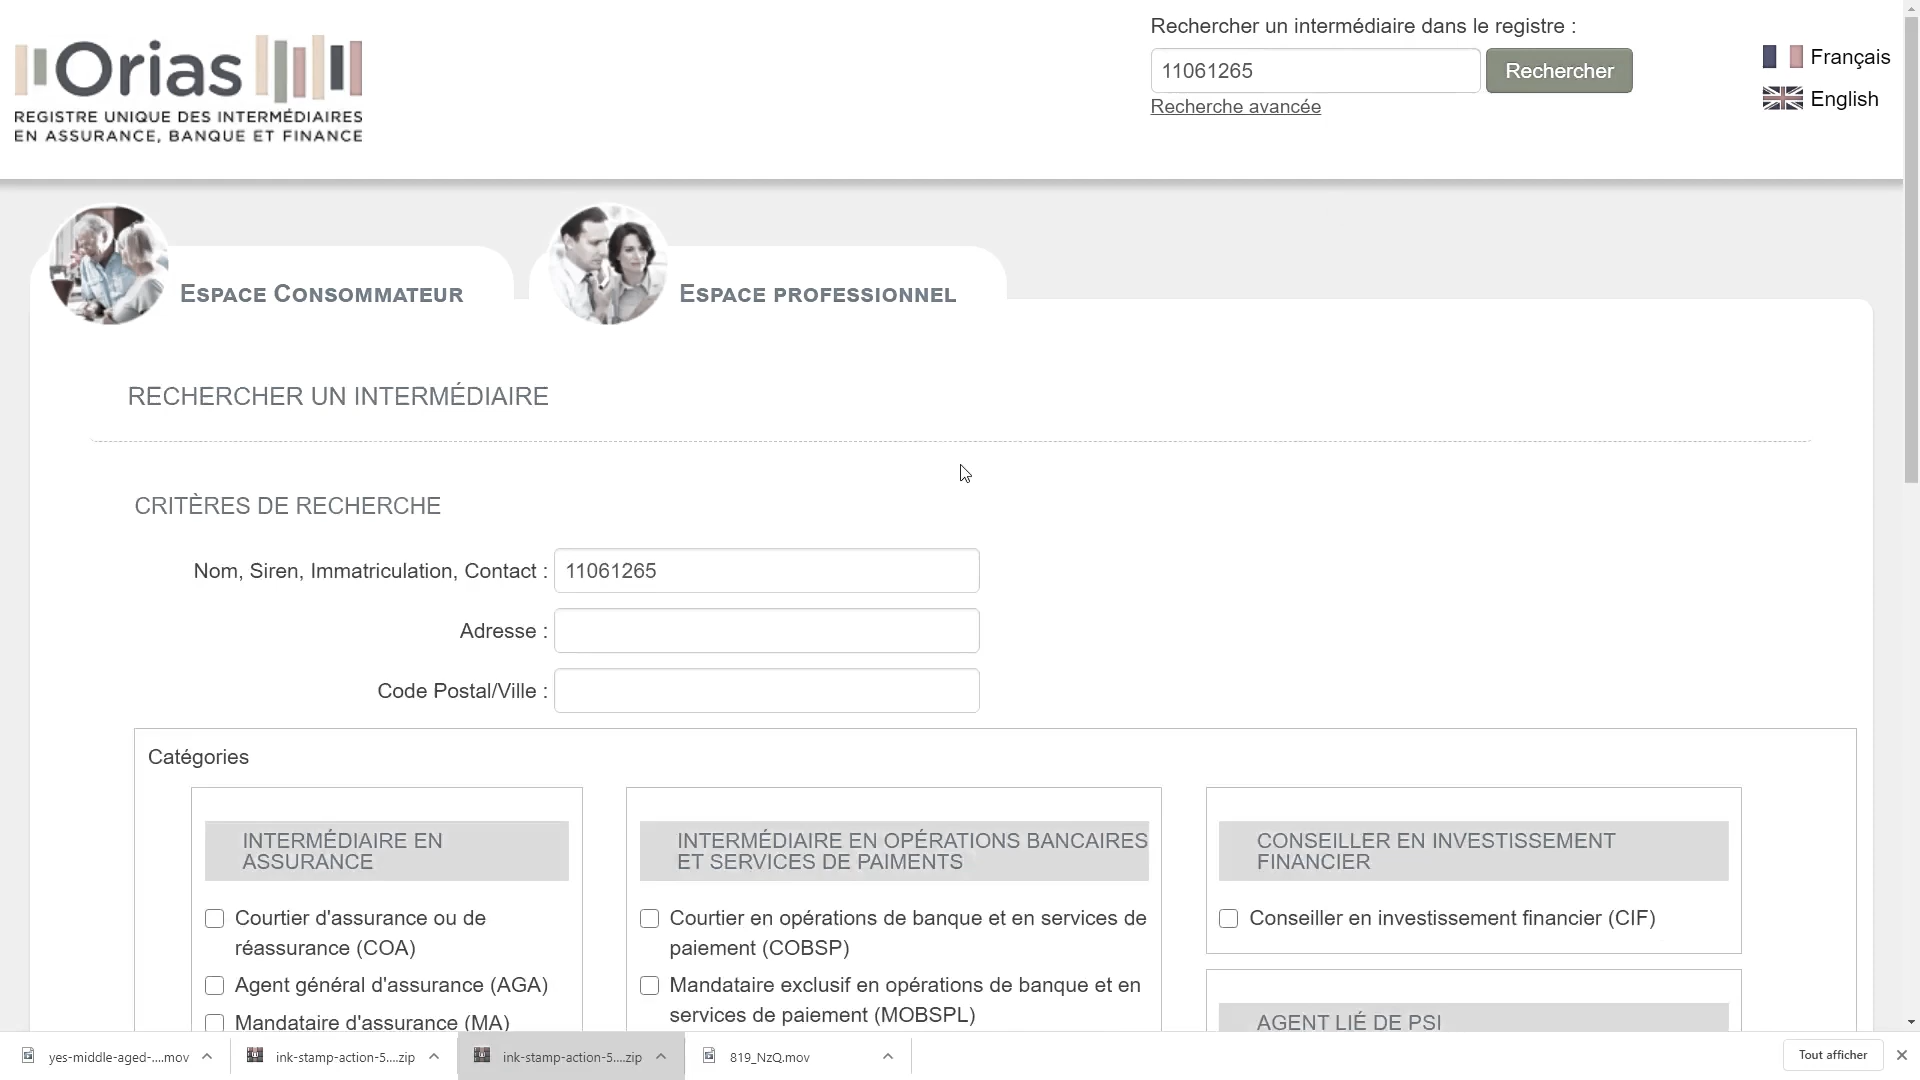 Orias
REGISTRE UNIQUE DES INTERMÉDIAIRES
EN ASSURANCE, BANQUE ET FINANCE
Rechercher un intermédiaire dans le registre :
11061265
Rechercher
Recherche avancée
Français
English
Espace Consommateur
Espace professionnel
RECHERCHER UN INTERMÉDIAIRE
CRITÈRES DE RECHERCHE
Nom, Siren, Immatriculation, Contact : 11061265
Adresse :
Code Postal/Ville :
Catégories
INTERMÉDIAIRE EN
ASSURANCE
Courtier d'assurance ou de
réassurance (COA)
Agent général d'assurance (AGA)
Mandataire d'assurance (MA)
INTERMÉDIAIRE EN OPÉRATIONS BANCAIRES
ET SERVICES DE PAIMENTS
Courtier en opérations de banque et en services de
paiement (COBSP)
Mandataire exclusif en opérations de banque et en
services de paiement (MOBSPL)
CONSEILLER EN INVESTISSEMENT
FINANCIER
Conseiller en investissement financier (CIF)
AGENT LIÉ DE PSI
yes-middle-aged-....mov
ink-stamp-action-5....zip
ink-stamp-action-5....zip
819_NzQ.mov
Tout afficher